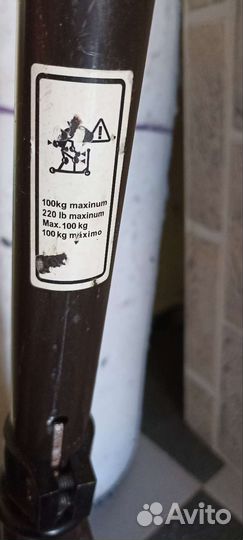 100kg maxinum
220 lb maxinum
Max. 100 kg
100 kg máximo
Avito